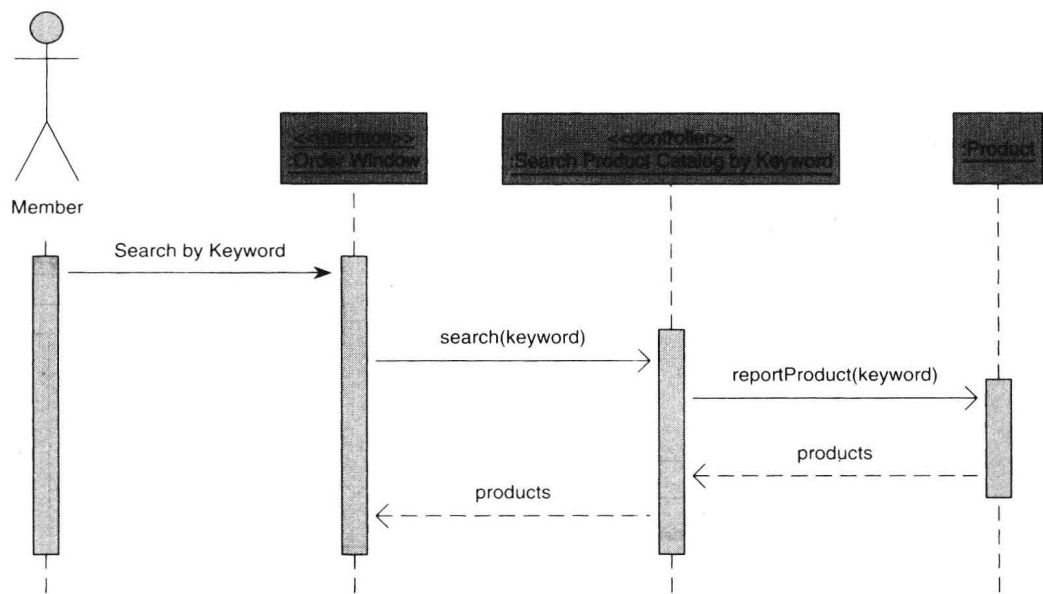 Member
<<interface>>
:Order Window
<<controller>>
:Search Product Catalog by Keyword
:Product
Search by Keyword
search(keyword)
reportProduct(keyword)
products
products